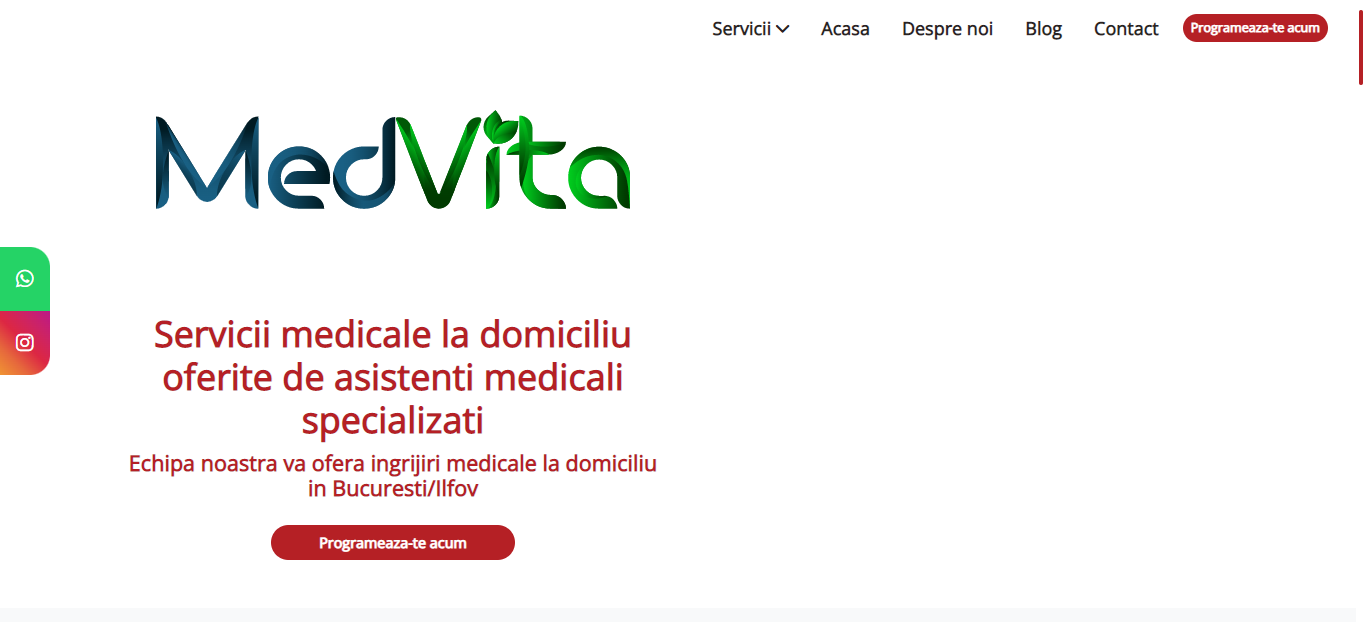 Servicii Acasa Despre noi Blog Contact Programeaza-te acum
MedVita
Servicii medicale la domiciliu
oferite de asistenti medicali
specializati
Echipa noastra va ofera ingrijiri medicale la domiciliu
in Bucuresti/Ilfov
Programeaza-te acum